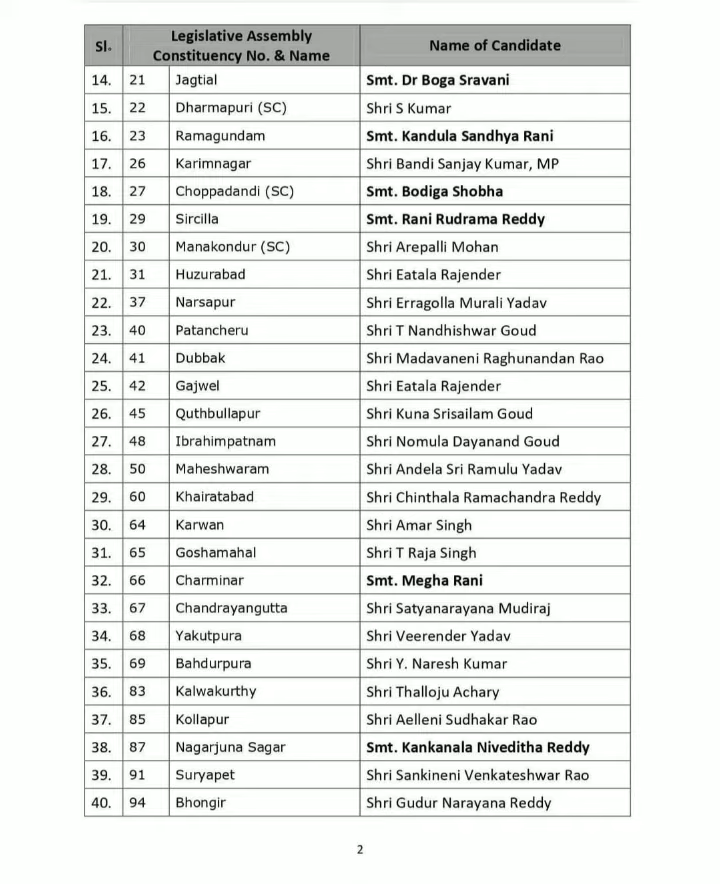 Sl. Legislative Assembly Constituency No. & Name Name of Candidate
14. 21 Jagtial Smt. Dr Boga Sravani
15. 22 Dharmapuri (SC) Shri S Kumar
16. 23 Ramagundam Smt. Kandula Sandhya Rani
17. 26 Karimnagar Shri Bandi Sanjay Kumar, MP
18. 27 Choppadandi (SC) Smt. Bodiga Shobha
19. 29 Sircilla Smt. Rani Rudrama Reddy
20. 30 Manakondur (SC) Shri Arepalli Mohan
21. 31 Huzurabad Shri Eatala Rajender
22. 37 Narsapur Shri Erragolla Murali Yadav
23. 40 Patancheru Shri T Nandhishwar Goud
24. 41 Dubbak Shri Madavaneni Raghunandan Rao
25. 42 Gajwel Shri Eatala Rajender
26. 45 Quthbullapur Shri Kuna Srisailam Goud
27. 48 Ibrahimpatnam Shri Nomula Dayanand Goud
28. 50 Maheshwaram Shri Andela Sri Ramulu Yadav
29. 60 Khairatabad Shri Chinthala Ramachandra Reddy
30. 64 Karwan Shri Amar Singh
31. 65 Goshamahal Shri T Raja Singh
32. 66 Charminar Smt. Megha Rani
33. 67 Chandrayangutta Shri Satyanarayana Mudiraj
34. 68 Yakutpura Shri Veerender Yadav
35. 69 Bahdurpura Shri Y. Naresh Kumar
36. 83 Kalwakurthy Shri Thalloju Achary
37. 85 Kollapur Shri Aelleni Sudhakar Rao
38. 87 Nagarjuna Sagar Smt. Kankanala Niveditha Reddy
39. 91 Suryapet Shri Sankineni Venkateshwar Rao
40. 94 Bhongir Shri Gudur Narayana Reddy
2